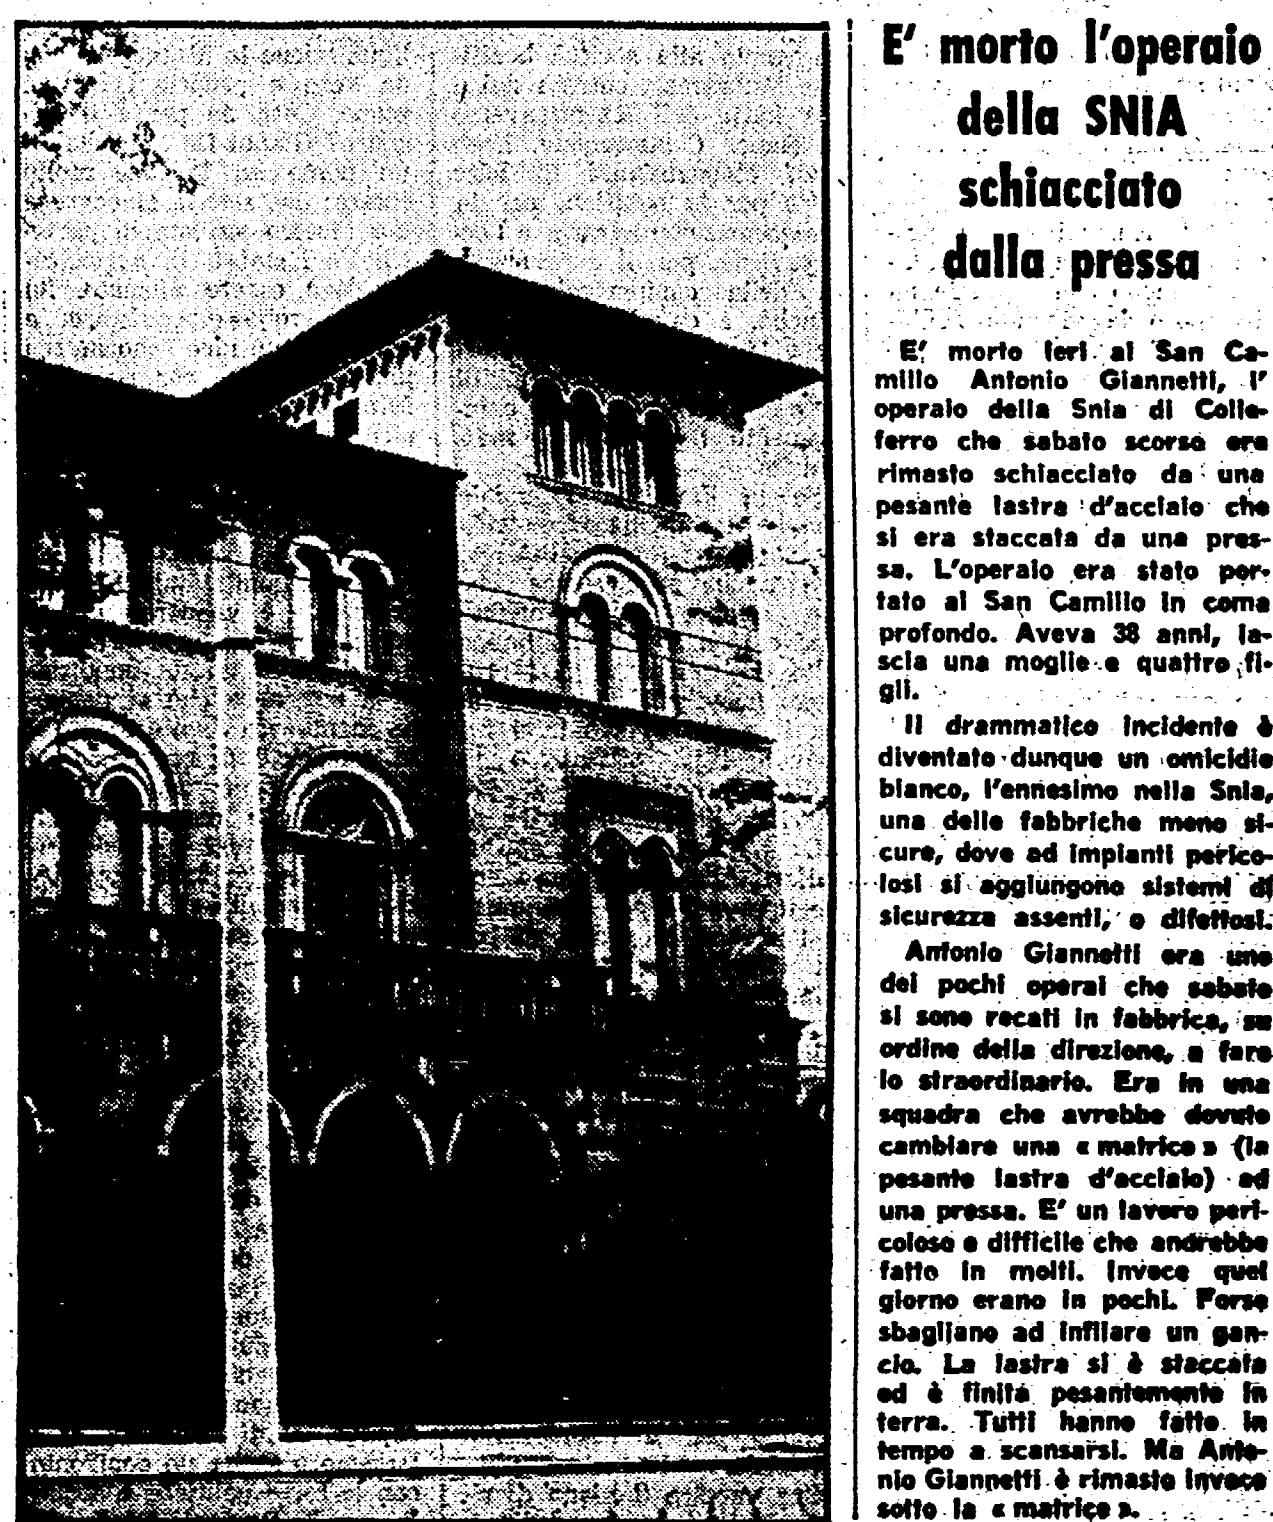 E' morto l'operaio
della SNIA
schiacciato
dalla pressa
E' morto ieri al San Ca-
millo Antonio Giannetti, l'
operaio della Snia di Colle-
ferro che sabato scorso era
rimasto schiacciato da una
pesante lastra d'acciaio che
si era staccata da una pres-
sa. L'operaio era stato por-
tato al San Camillo in coma
profondo. Aveva 38 anni, la-
scia una moglie e quattro fi-
gli.
Il drammatico incidente è
diventato dunque un omicidio
bianco, l'ennesimo nella Snia,
una delle fabbriche meno si-
cure, dove ad impianti perico-
losi si aggiungono sistemi di
sicurezza assenti, o difettosi.
Antonio Giannetti era uno
dei pochi operai che sabato
si sono recati in fabbrica, su
ordine della direzione, a fare
lo straordinario. Era in una
squadra che avrebbe dovuto
cambiare una « matrice » (la
pesante lastra d'acciaio) ad
una pressa. E' un lavoro peri-
coloso e difficile che andrebbe
fatto in molti. Invece quel
giorno erano in pochi. Forse
sbagliano ad infilare un gan-
cio. La lastra si è staccata
ed è finita pesantemente in
terra. Tutti hanno fatto in
tempo a scansarsi. Ma Anto-
nio Giannetti è rimasto invece
sotto la « matrice ».